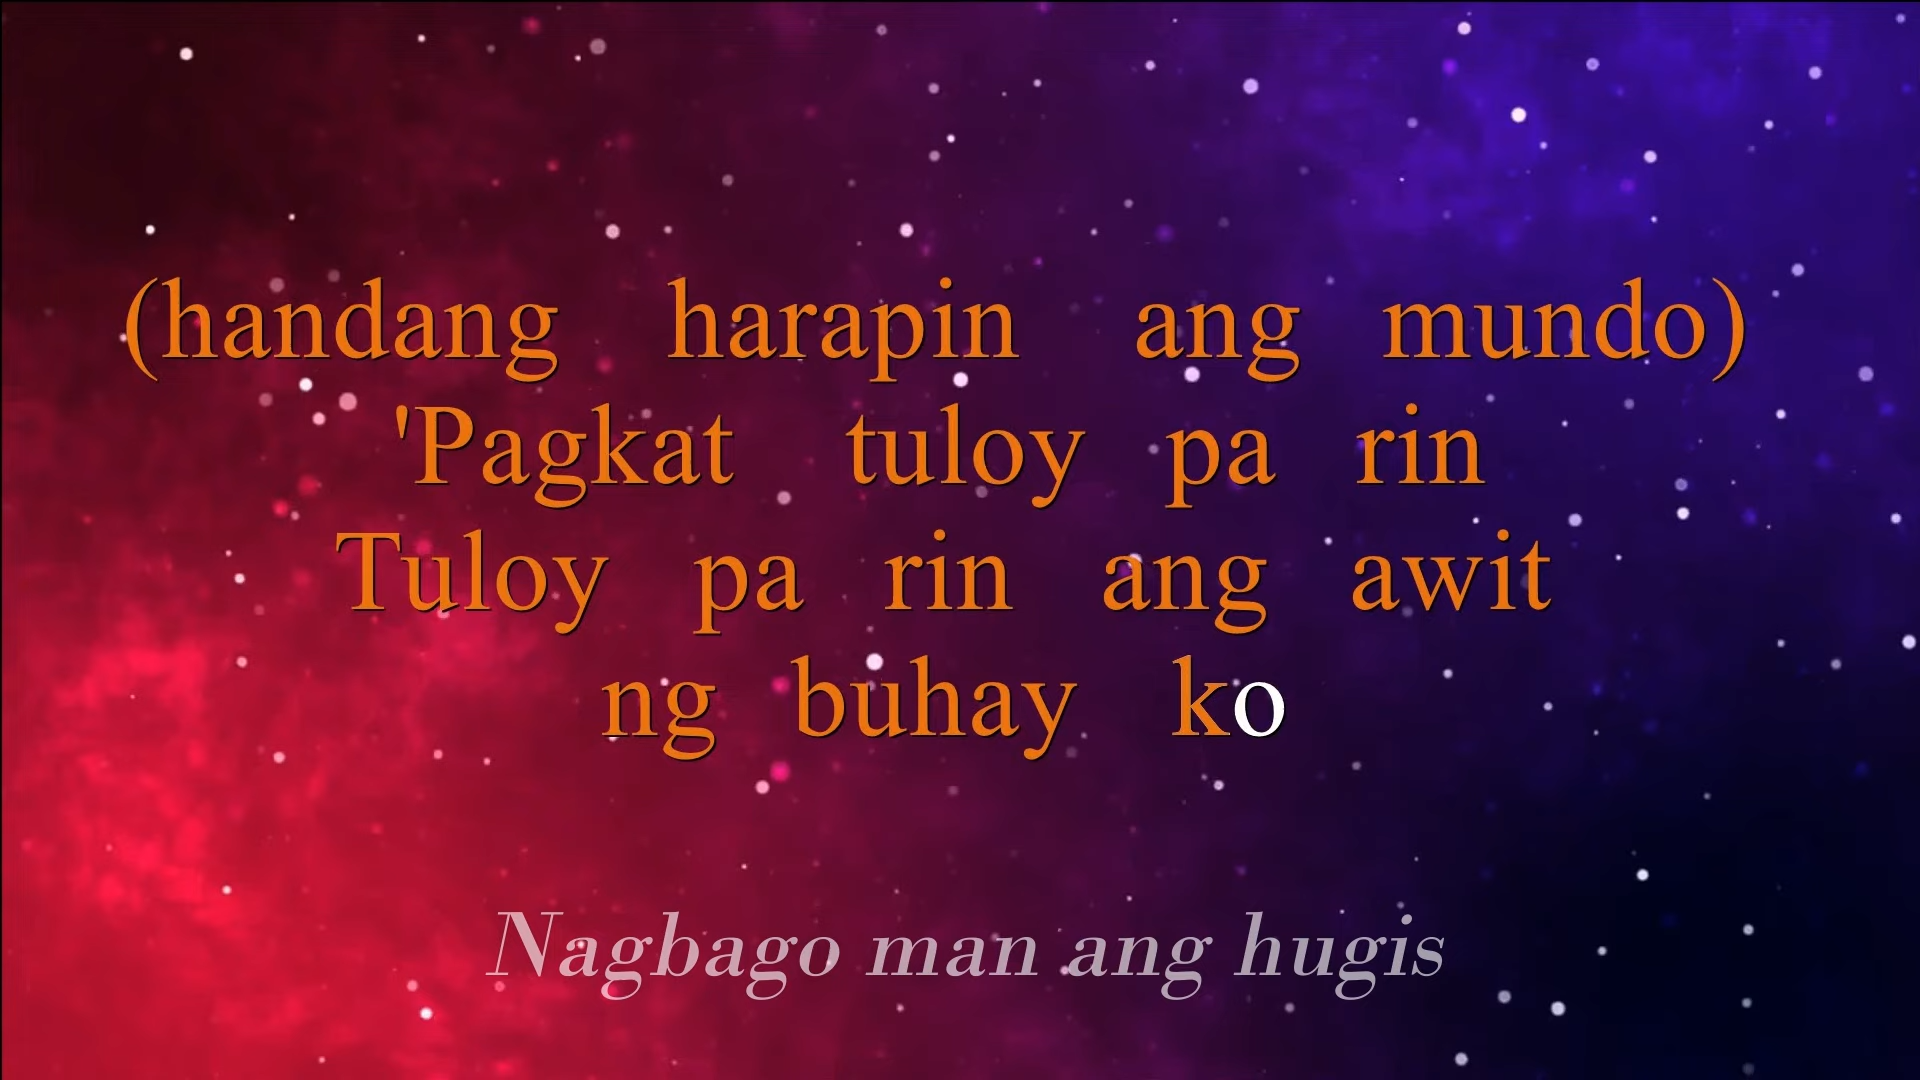 (handang harapin ang mundo)
'Pagkat tuloy pa rin
Tuloy pa rin ang awit
ng buhay ko
Nagbago man ang hugis